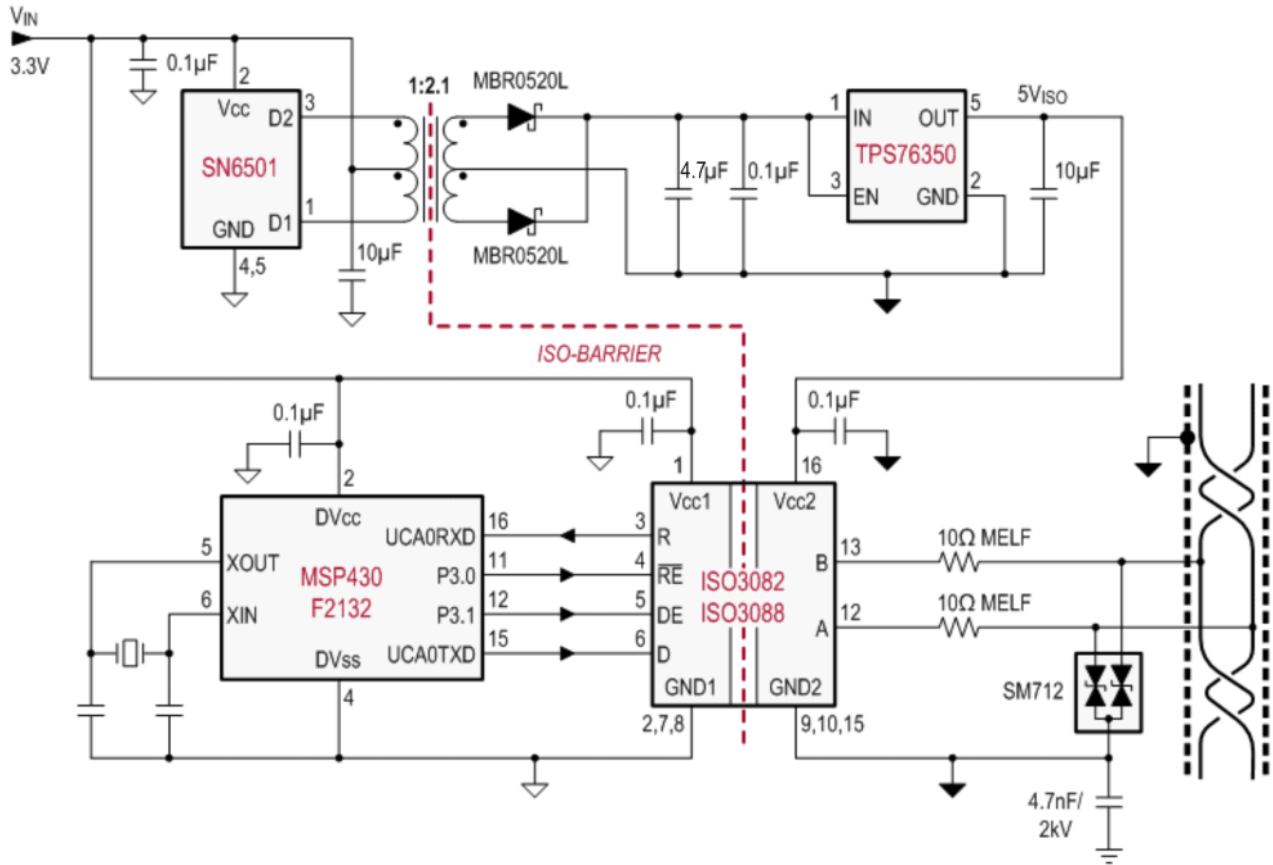 VIN
3.3V
0.1µF
2
Vcc
3
D2
SN6501
1
D1
GND
4,5
10µF
1:2.1
MBR0520L
MBR0520L
4.7µF
0.1µF
1
IN
OUT
5
TPS76350
3
EN
GND
2
5VISO
10µF
ISO-BARRIER
0.1µF
0.1µF
0.1µF
2
DVcc
5
XOUT
UCA0RXD
16
MSP430
F2132
P3.0
11
6
XIN
P3.1
12
UCA0TXD
15
DVss
4
1
16
Vcc1
Vcc2
3
R
4
RE
5
DE
6
D
ISO3082
ISO3088
B
13
A
12
GND1
GND2
2,7,8
9,10,15
10Ω MELF
10Ω MELF
SM712
4.7nF/
2kV